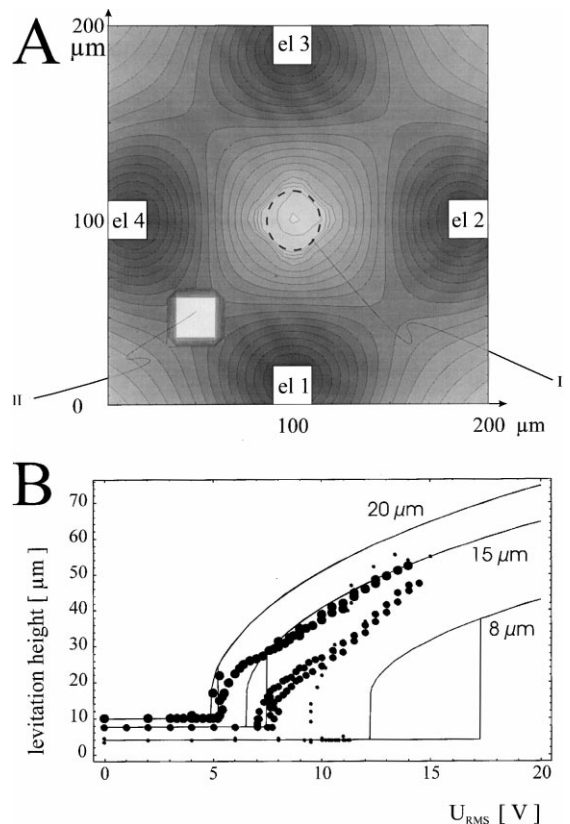 A
200
µm
el 3
el 4
100
el 2
el 1
II
I
0
100
200
µm
B
levitation height [ µm ]
70
60
50
40
30
20
10
0
20 µm
15 µm
8 µm
0
5
10
15
20
U_RMS [ V ]